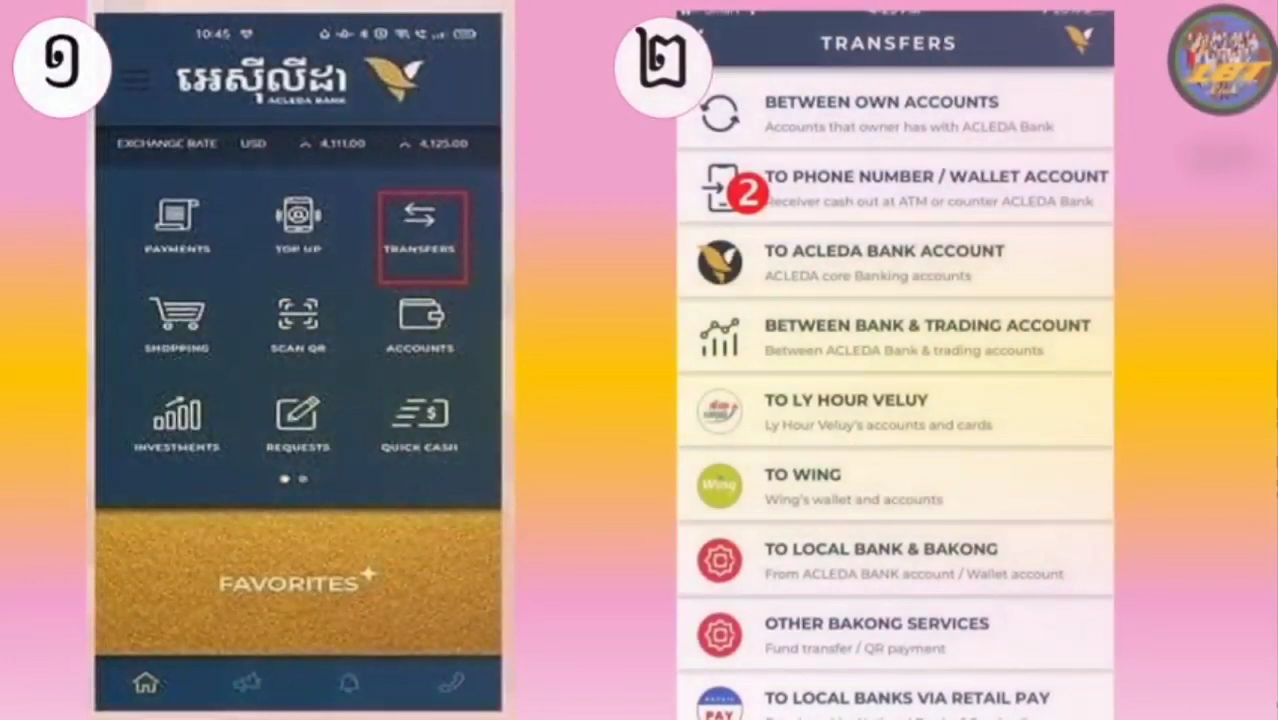 ១
10:45
អេស៊ីលីដា
ACLEDA BANK
EXCHANGE RATE USD 4,111.00 4,125.00
PAYMENTS
TOP UP
TRANSFERS
SHOPPING
SCAN QR
ACCOUNTS
INVESTMENTS
REQUESTS
QUICK CASH
FAVORITES
២
TRANSFERS
BETWEEN OWN ACCOUNTS
Accounts that owner has with ACLEDA Bank
2
TO PHONE NUMBER / WALLET ACCOUNT
Receiver cash out at ATM or counter ACLEDA Bank
TO ACLEDA BANK ACCOUNT
ACLEDA core Banking accounts
BETWEEN BANK & TRADING ACCOUNT
Between ACLEDA Bank & trading accounts
TO LY HOUR VELUY
Ly Hour Veluy's accounts and cards
Wing
TO WING
Wing's wallet and accounts
TO LOCAL BANK & BAKONG
From ACLEDA BANK account / Wallet account
OTHER BAKONG SERVICES
Fund transfer / QR payment
PAY
TO LOCAL BANKS VIA RETAIL PAY
LBT